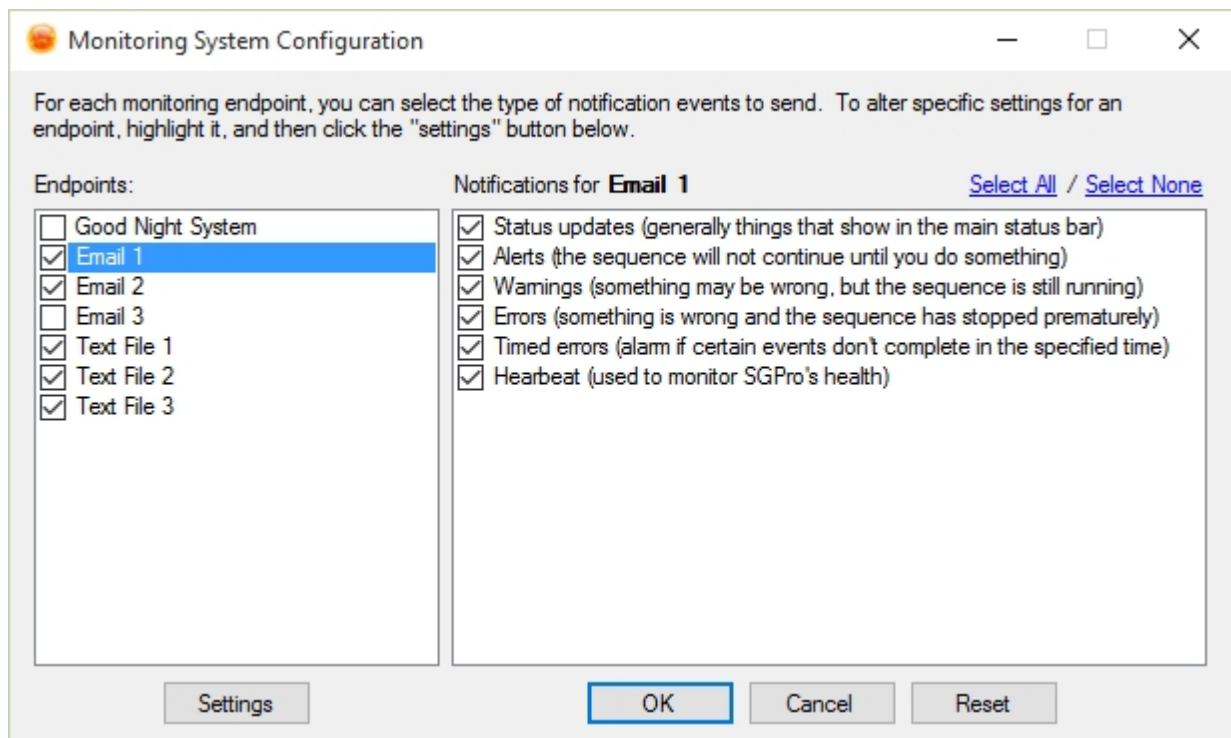 Monitoring System Configuration
For each monitoring endpoint, you can select the type of notification events to send. To alter specific settings for an
endpoint, highlight it, and then click the "settings" button below.
Endpoints:
Good Night System
Email 1
Email 2
Email 3
Text File 1
Text File 2
Text File 3
Notifications for Email 1
Select All / Select None
Status updates (generally things that show in the main status bar)
Alerts (the sequence will not continue until you do something)
Warnings (something may be wrong, but the sequence is still running)
Errors (something is wrong and the sequence has stopped prematurely)
Timed errors (alarm if certain events don't complete in the specified time)
Hearbeat (used to monitor SGPro's health)
Settings
OK
Cancel
Reset